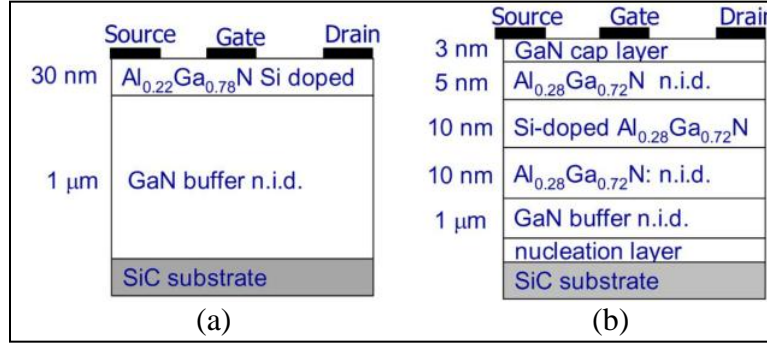 Source Gate Drain
30 nm Al0.22Ga0.78N Si doped
1 μm GaN buffer n.i.d.
SiC substrate
(a)
Source Gate Drain
3 nm GaN cap layer
5 nm Al0.28Ga0.72N n.i.d.
10 nm Si-doped Al0.28Ga0.72N
10 nm Al0.28Ga0.72N: n.i.d.
1 μm GaN buffer n.i.d.
nucleation layer
SiC substrate
(b)